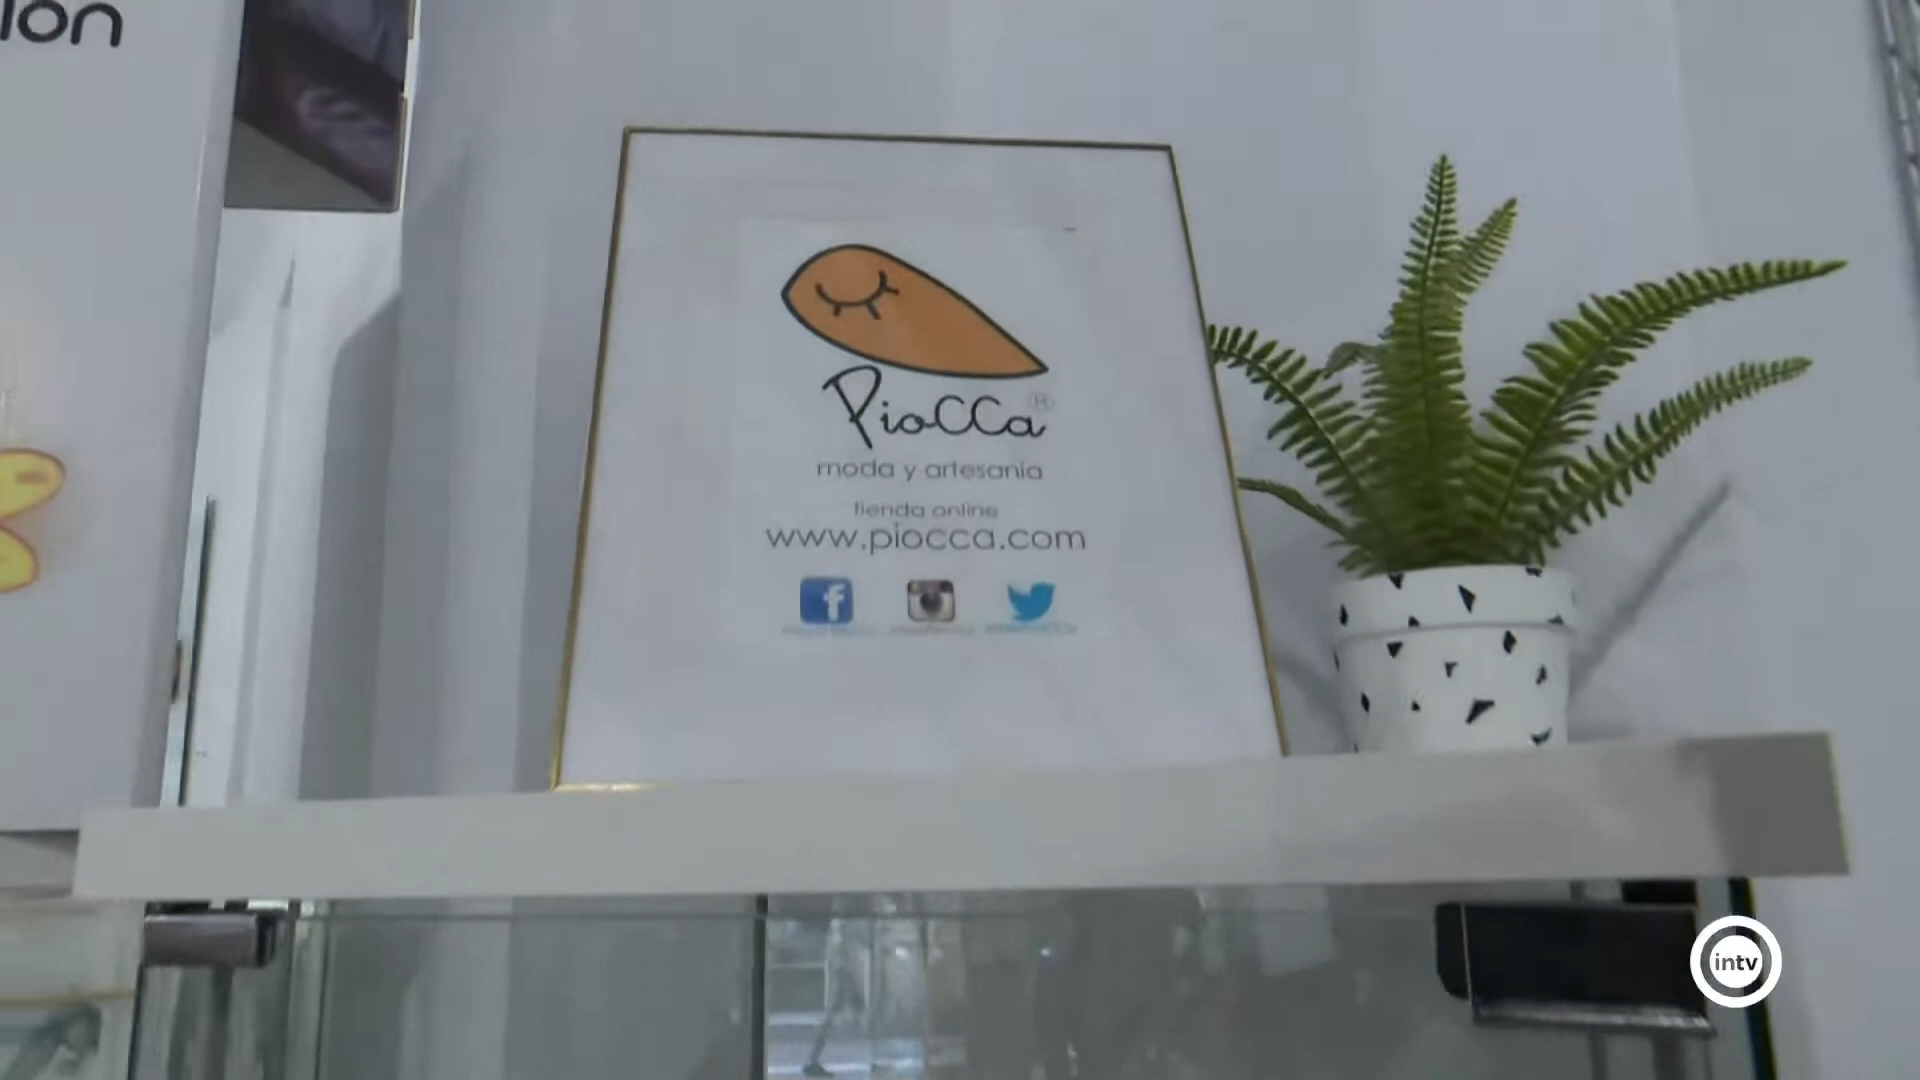 PioCCa®
moda y artesanía
tienda online
www.piocca.com
f
intv